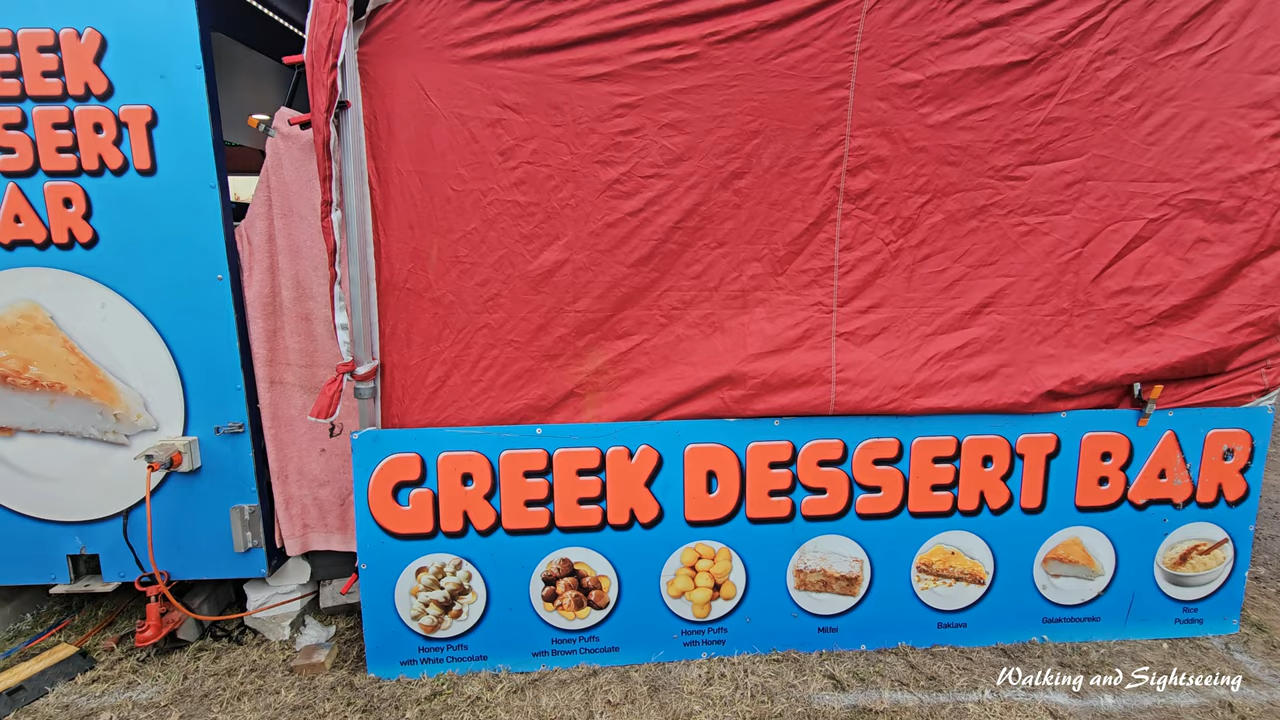 EEK
SERT
AR
GREEK DESSERT BAR
Honey Puffs
with White Chocolate
Honey Puffs
with Brown Chocolate
Honey Puffs
with Honey
Milfei
Baklava
Galaktoboureko
Rice
Pudding
Walking and Sightseeing